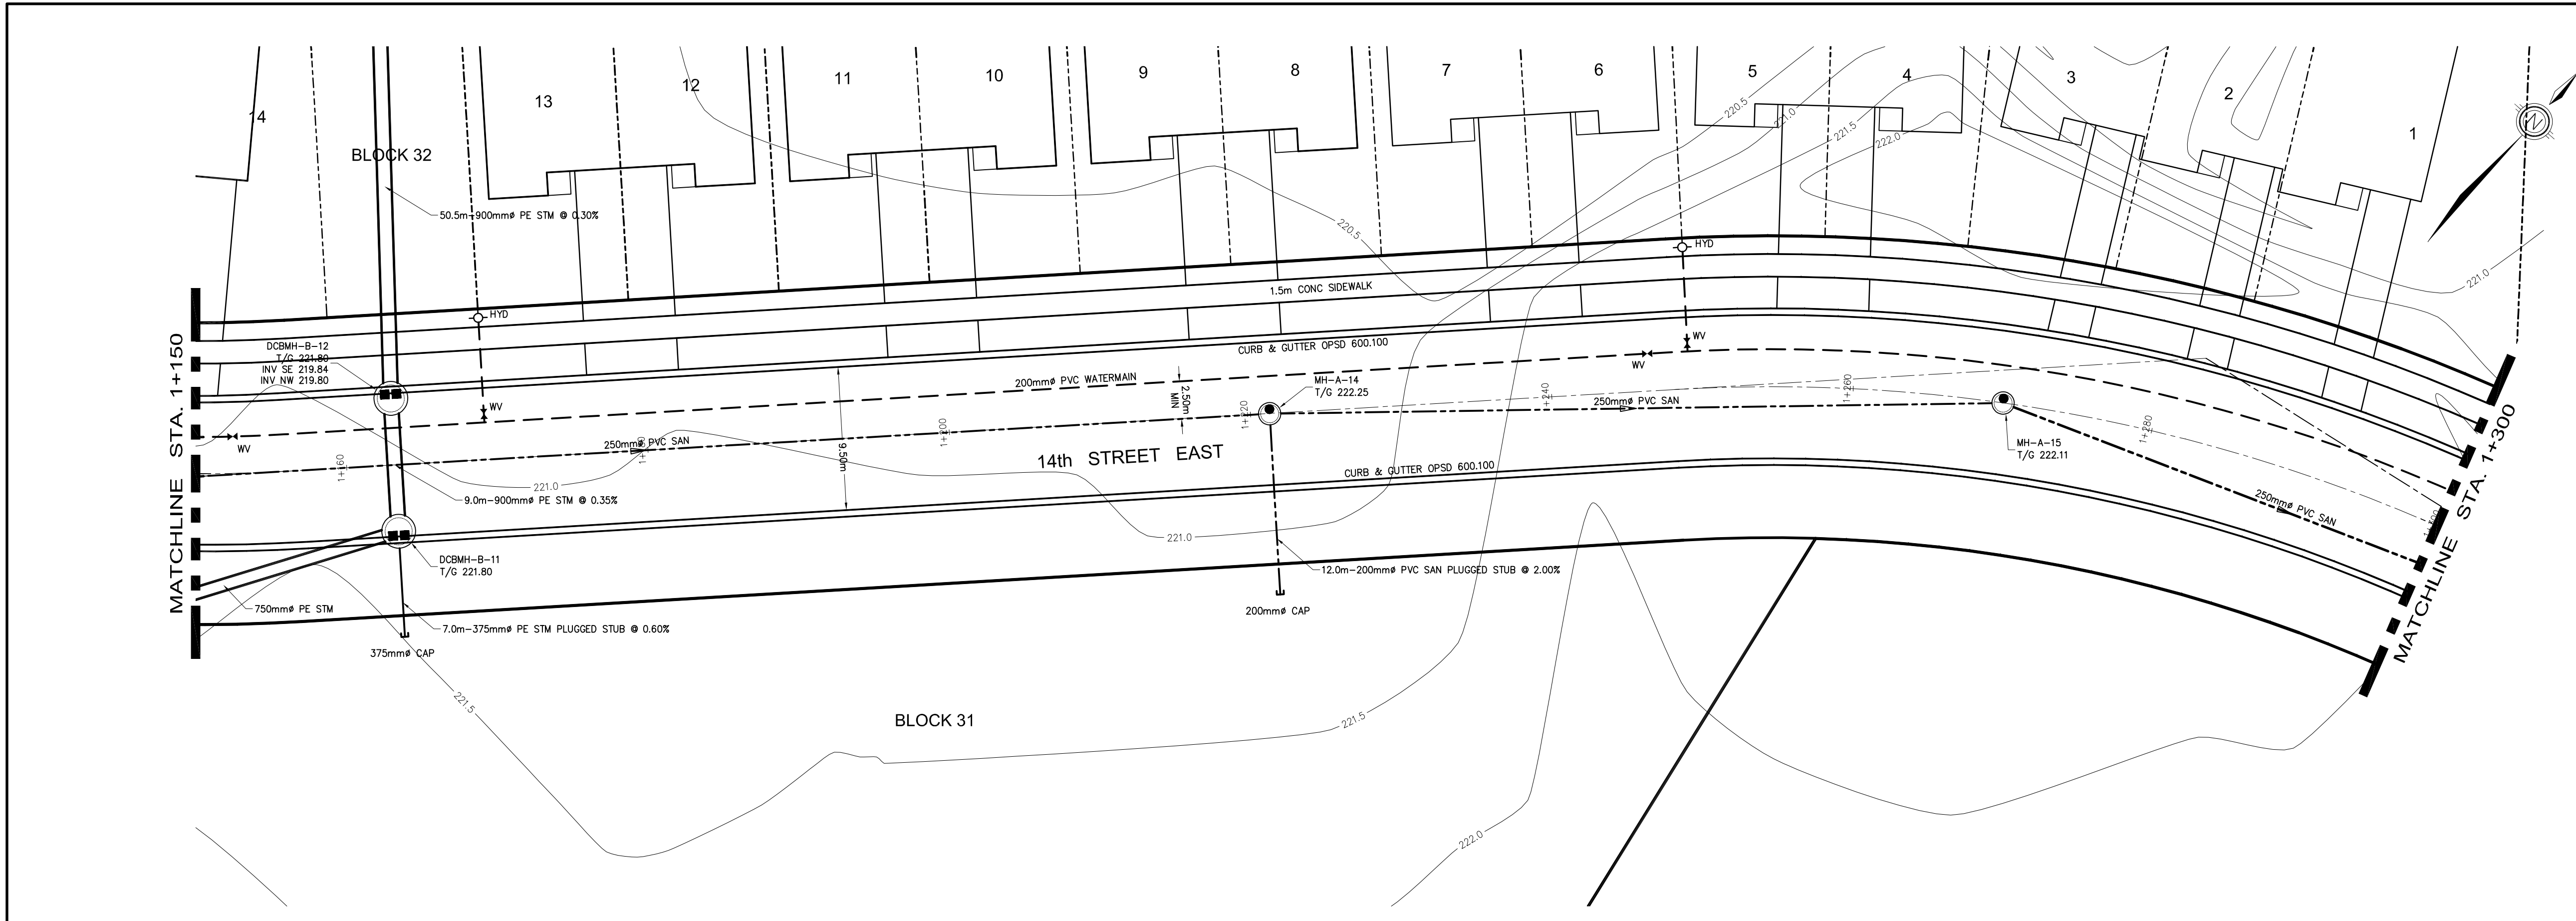 14
13
12
11
10
9
8
7
6
5
4
3
2
1
N
BLOCK 32
50.5m-900mmø PE STM @ 0.30%
220.5
220.5
221.0
221.5
222.0
221.0
HYD
HYD
1.5m CONC SIDEWALK
CURB & GUTTER OPSD 600.100
MATCHLINE STA. 1+150
DCBMH-B-12
T/G 221.80
INV SE 219.84
INV NW 219.80
WV
WV
WV
WV
200mmø PVC WATERMAIN
2.50m
MIN
9.50m
MH-A-14
T/G 222.25
250mmø PVC SAN
250mmø PVC SAN
250mmø PVC SAN
1+160
1+200
1+220
1+240
1+260
1+280
14th STREET EAST
CURB & GUTTER OPSD 600.100
MH-A-15
T/G 222.11
221.0
9.0m-900mmø PE STM @ 0.35%
221.0
DCBMH-B-11
T/G 221.80
12.0m-200mmø PVC SAN PLUGGED STUB @ 2.00%
200mmø CAP
750mmø PE STM
7.0m-375mmø PE STM PLUGGED STUB @ 0.60%
375mmø CAP
221.5
BLOCK 31
221.5
222.0
MATCHLINE STA. 1+300